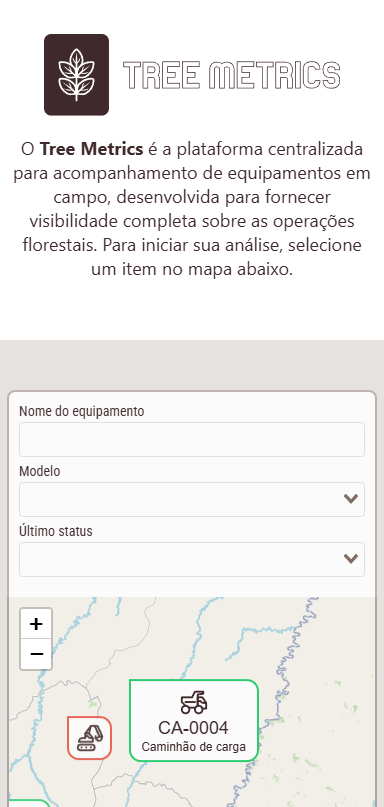 TREE METRICS
O Tree Metrics é a plataforma centralizada
para acompanhamento de equipamentos em
campo, desenvolvida para fornecer
visibilidade completa sobre as operações
florestais. Para iniciar sua análise, selecione
um item no mapa abaixo.
Nome do equipamento
Modelo
Último status
+
−
CA-0004
Caminhão de carga